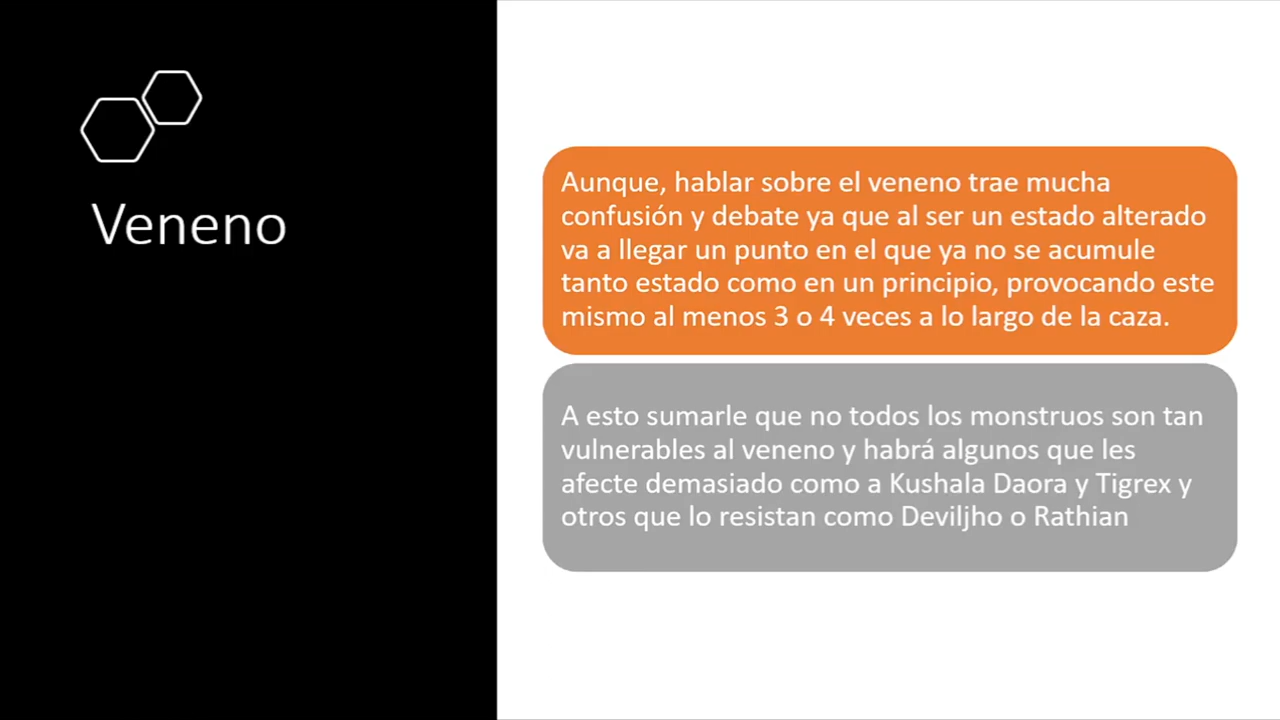 Veneno
Aunque, hablar sobre el veneno trae mucha
confusión y debate ya que al ser un estado alterado
va a llegar un punto en el que ya no se acumule
tanto estado como en un principio, provocando este
mismo al menos 3 o 4 veces a lo largo de la caza.
A esto sumarle que no todos los monstruos son tan
vulnerables al veneno y habrá algunos que les
afecte demasiado como a Kushala Daora y Tigrex y
otros que lo resistan como Deviljho o Rathian